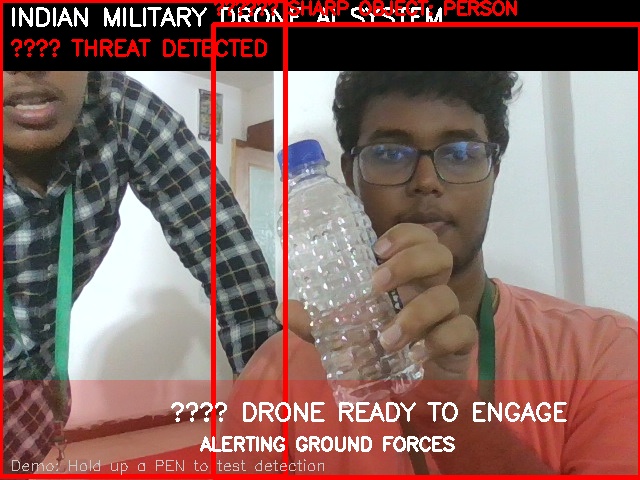 INDIAN MILITARY DRONE AI SYSTEM
SHARP OBJECT: PERSON
???? THREAT DETECTED
???? DRONE READY TO ENGAGE
ALERTING GROUND FORCES
Demo: Hold up a PEN to test detection